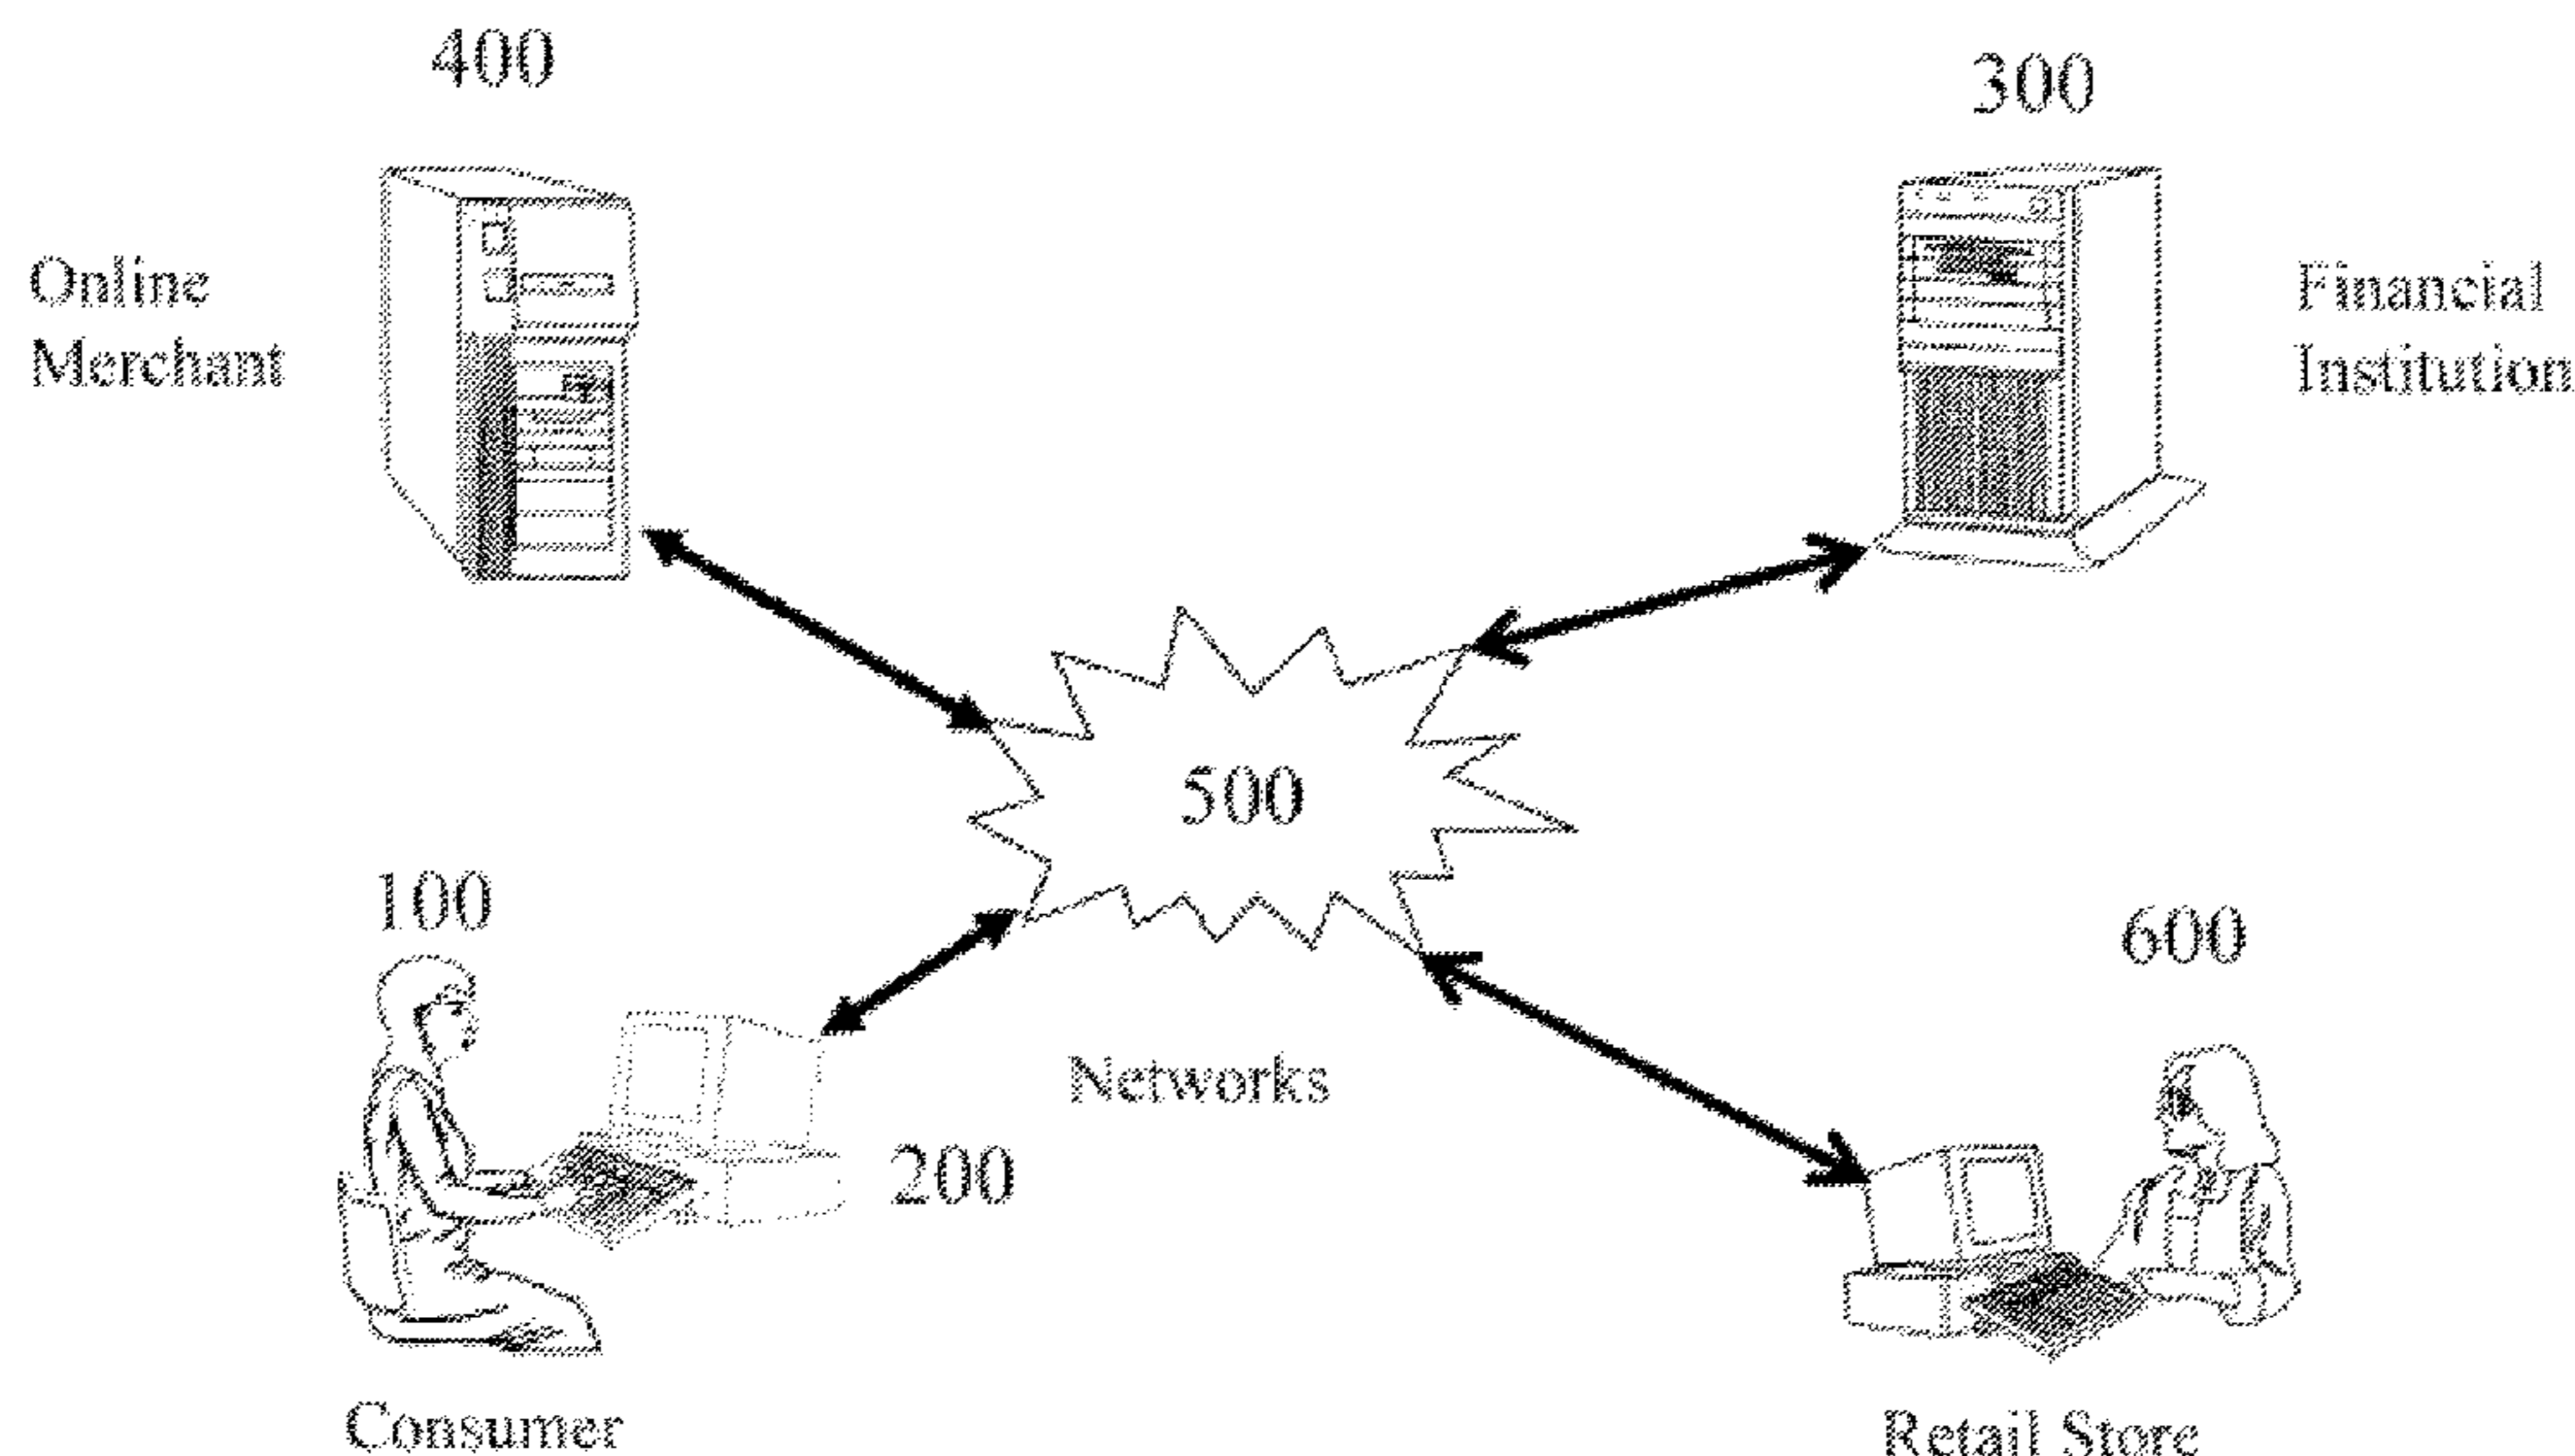 400
300
Online
Merchant
Financial
Institution
500
100
600
Networks
200
Consumer
Retail Store